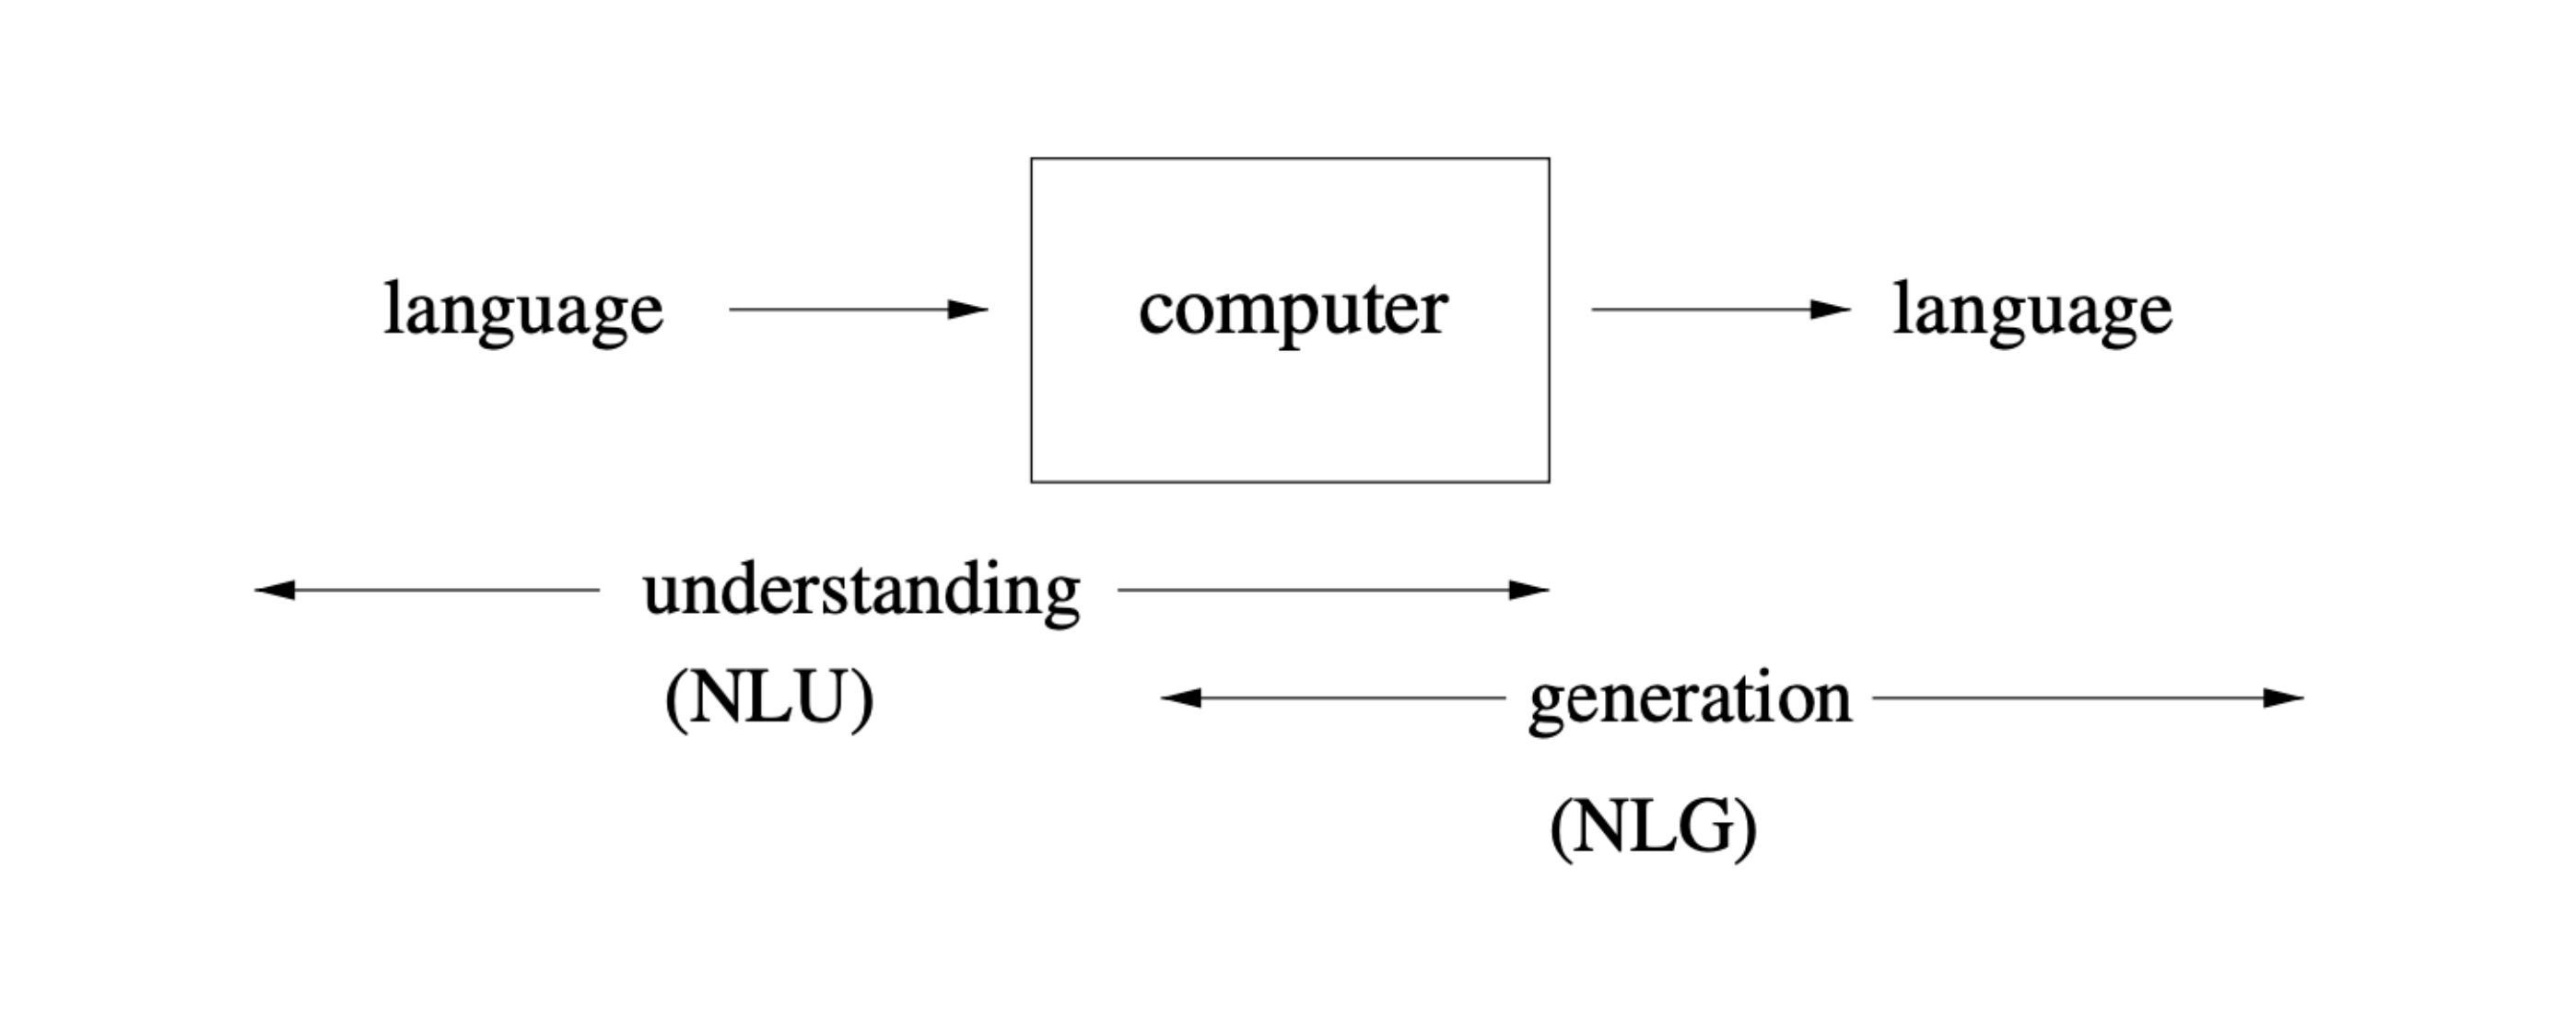 language computer language
understanding
(NLU)
generation
(NLG)